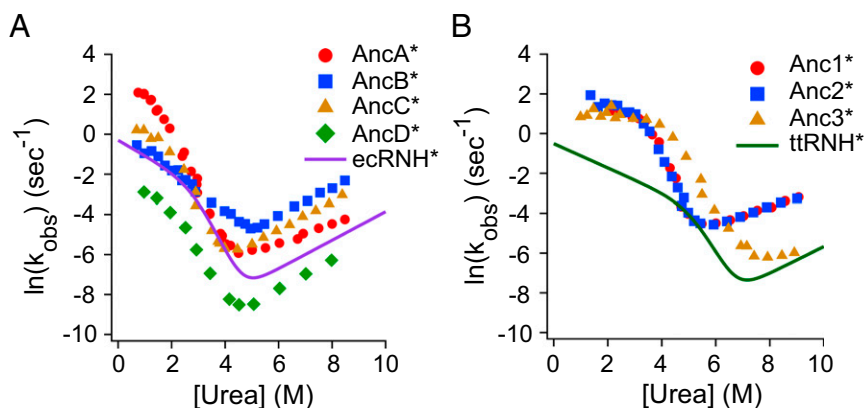 A
AncA*
AncB*
AncC*
AncD*
ecRNH*
ln(k_obs) (sec⁻¹)
4
2
0
-2
-4
-6
-8
-10
0 2 4 6 8 10
[Urea] (M)
B
Anc1*
Anc2*
Anc3*
ttRNH*
ln(k_obs) (sec⁻¹)
4
2
0
-2
-4
-6
-8
-10
0 2 4 6 8 10
[Urea] (M)